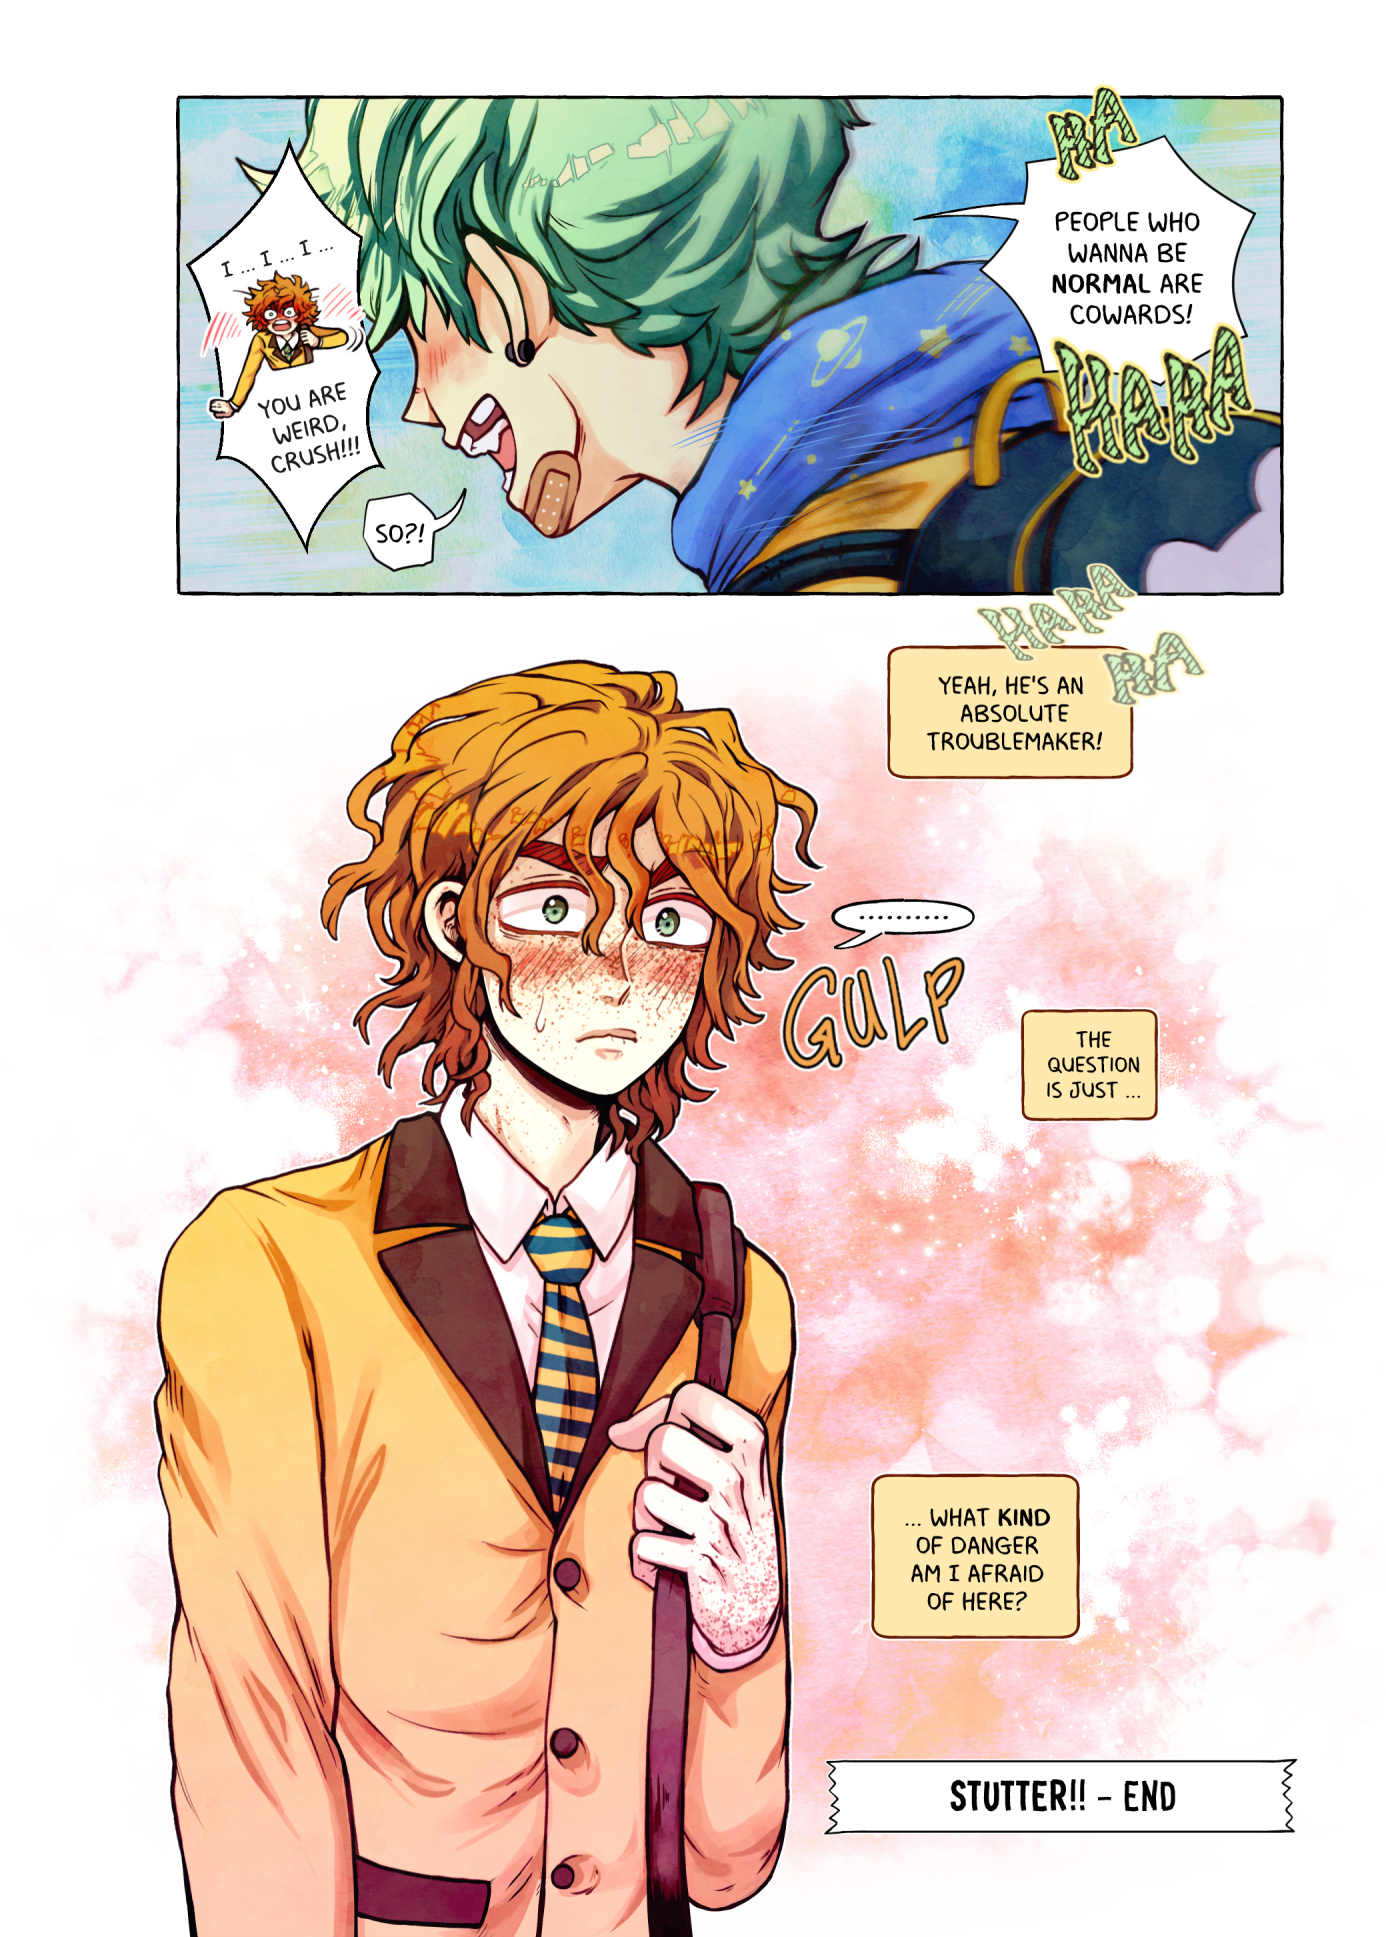 I ... I ... I ...
YOU ARE
WEIRD,
CRUSH!!!
SO?!
HA
PEOPLE WHO
WANNA BE
NORMAL ARE
COWARDS!
HAHA
HAHA
HA
YEAH, HE'S AN
ABSOLUTE
TROUBLEMAKER!
..........
GULP
THE
QUESTION
IS JUST ...
... WHAT KIND
OF DANGER
AM I AFRAID
OF HERE?
STUTTER!! - END